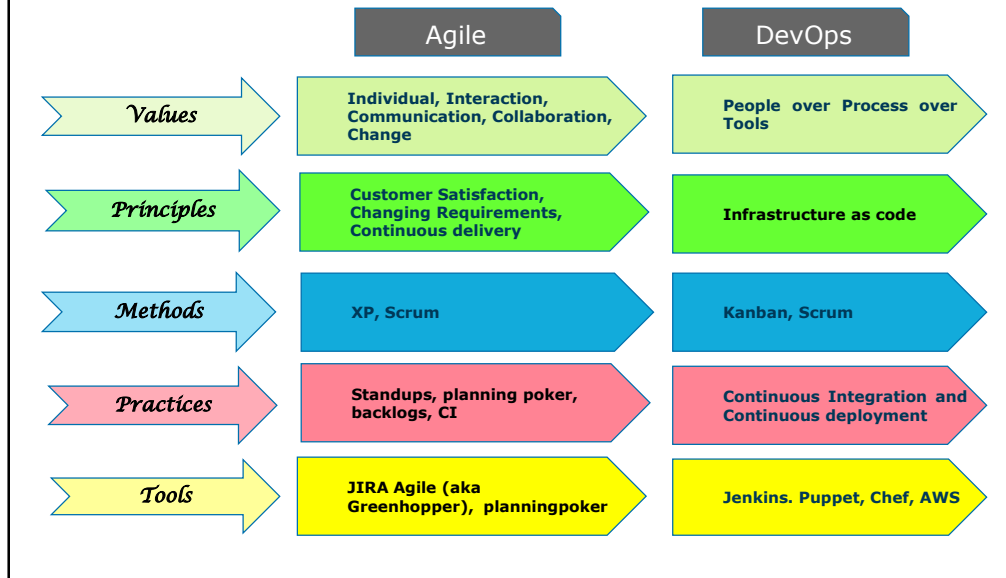 Agile
DevOps
Values
Individual, Interaction,
Communication, Collaboration,
Change
People over Process over
Tools
Principles
Customer Satisfaction,
Changing Requirements,
Continuous delivery
Infrastructure as code
Methods
XP, Scrum
Kanban, Scrum
Practices
Standups, planning poker,
backlogs, CI
Continuous Integration and
Continuous deployment
Tools
JIRA Agile (aka
Greenhopper), planningpoker
Jenkins. Puppet, Chef, AWS